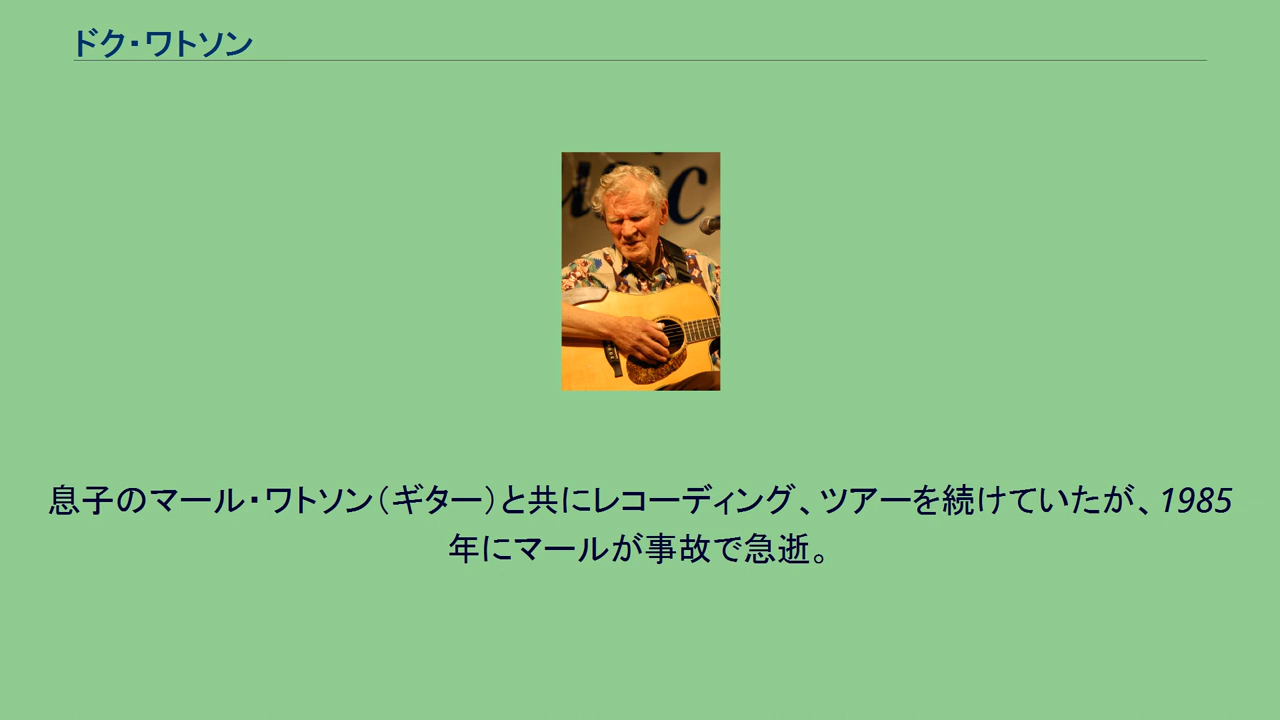 ドク・ワトソン
usic
息子のマール・ワトソン（ギター）と共にレコーディング、ツアーを続けていたが、1985
年にマールが事故で急逝。